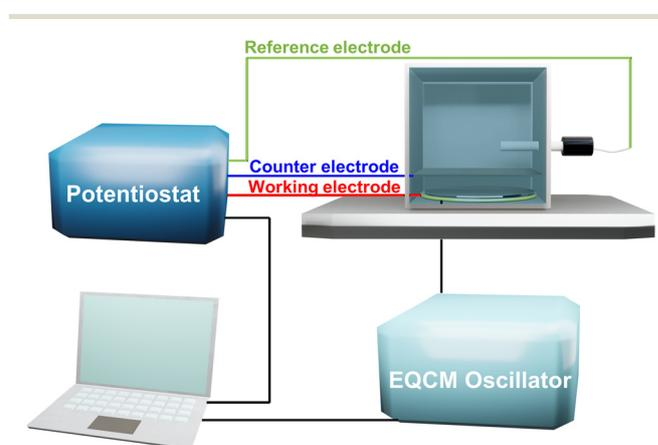 Reference electrode
Counter electrode
Working electrode
Potentiostat
EQCM Oscillator